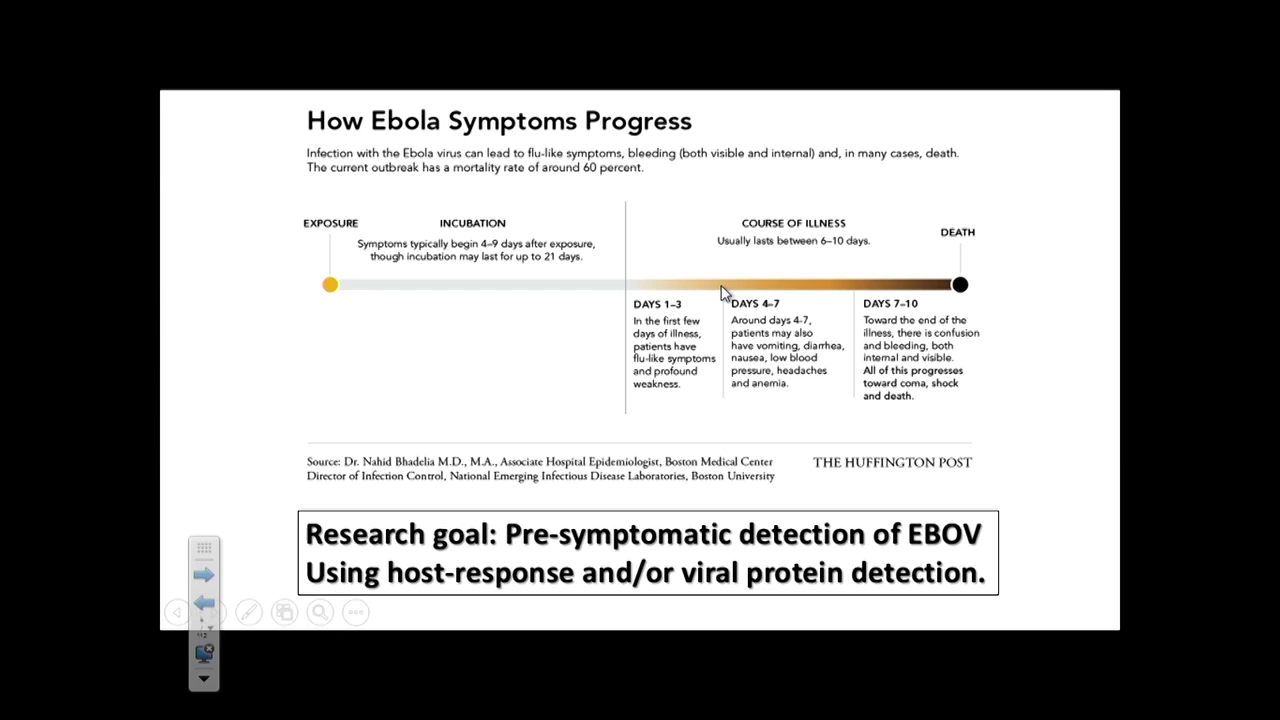 How Ebola Symptoms Progress
Infection with the Ebola virus can lead to flu-like symptoms, bleeding (both visible and internal) and, in many cases, death.
The current outbreak has a mortality rate of around 60 percent.
EXPOSURE
INCUBATION
Symptoms typically begin 4–9 days after exposure,
though incubation may last for up to 21 days.
COURSE OF ILLNESS
Usually lasts between 6–10 days.
DEATH
DAYS 1–3
In the first few
days of illness,
patients have
flu-like symptoms
and profound
weakness.
DAYS 4–7
Around days 4-7,
patients may also
have vomiting, diarrhea,
nausea, low blood
pressure, headaches
and anemia.
DAYS 7–10
Toward the end of the
illness, there is confusion
and bleeding, both
internal and visible.
All of this progresses
toward coma, shock
and death.
Source: Dr. Nahid Bhadelia M.D., M.A., Associate Hospital Epidemiologist, Boston Medical Center
Director of Infection Control, National Emerging Infectious Disease Laboratories, Boston University
THE HUFFINGTON POST
Research goal: Pre-symptomatic detection of EBOV
Using host-response and/or viral protein detection.